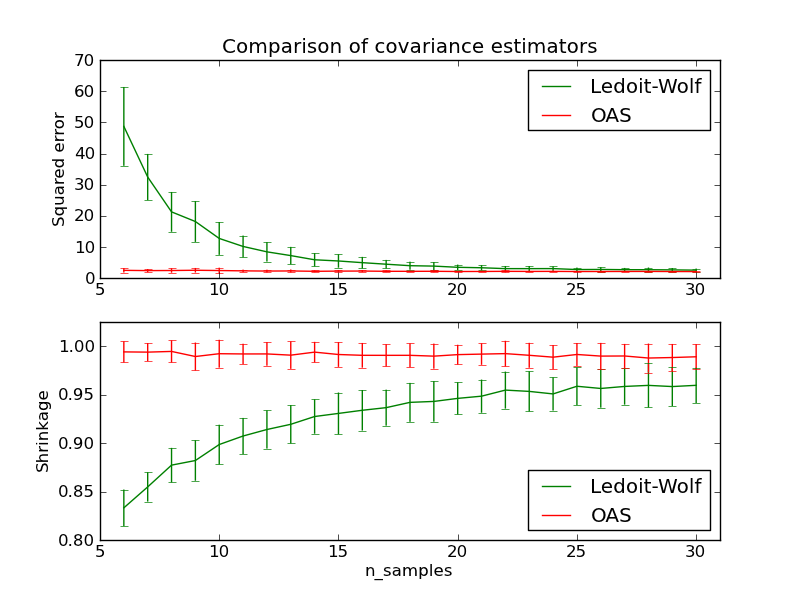 Comparison of covariance estimators
70
60
50
40
30
20
10
0
Squared error
Ledoit-Wolf
OAS
5 10 15 20 25 30
1.00
0.95
0.90
0.85
0.80
Shrinkage
Ledoit-Wolf
OAS
5 10 15 20 25 30
n_samples